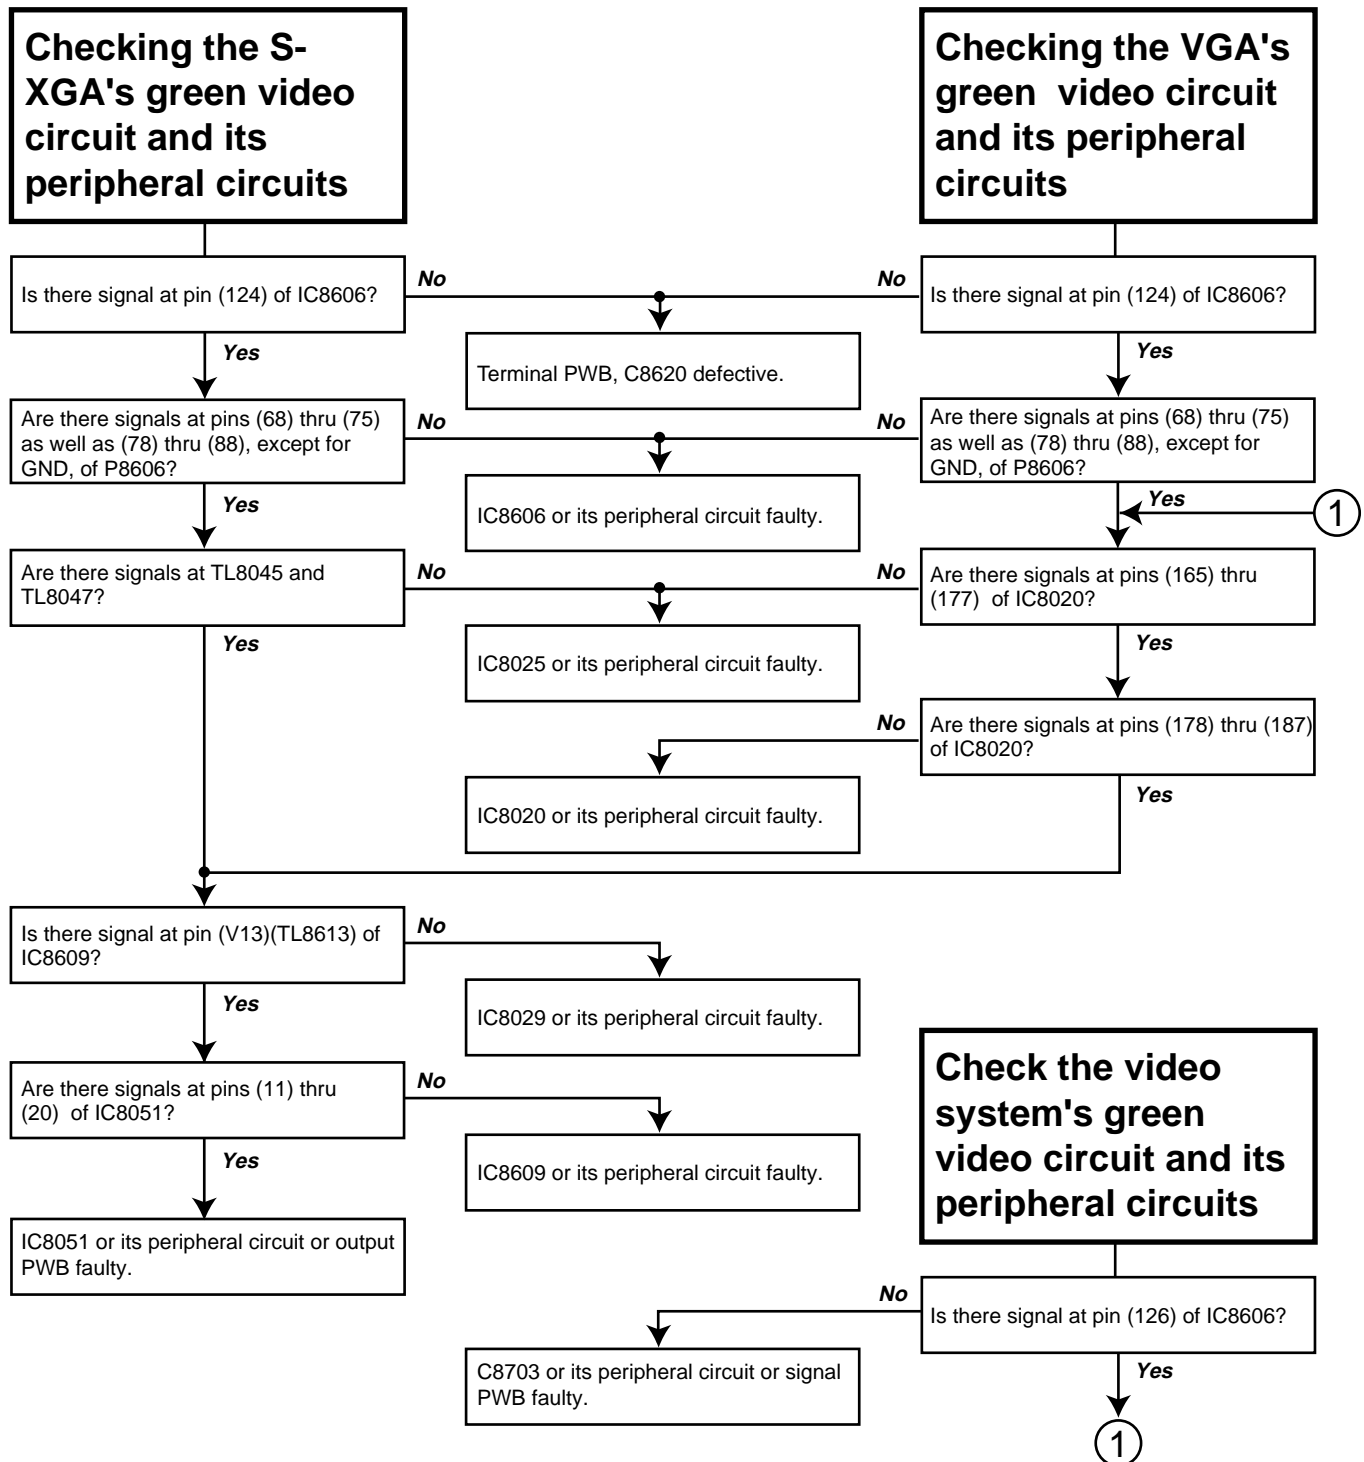 Checking the S-
XGA's green video
circuit and its
peripheral circuits
Checking the VGA's
green video circuit
and its peripheral
circuits
Is there signal at pin (124) of IC8606?
No
No
Is there signal at pin (124) of IC8606?
Yes
Terminal PWB, C8620 defective.
Yes
Are there signals at pins (68) thru (75)
as well as (78) thru (88), except for
GND, of P8606?
No
No
Are there signals at pins (68) thru (75)
as well as (78) thru (88), except for
GND, of P8606?
Yes
IC8606 or its peripheral circuit faulty.
Yes
1
Are there signals at TL8045 and
TL8047?
No
No
Are there signals at pins (165) thru
(177) of IC8020?
Yes
IC8025 or its peripheral circuit faulty.
Yes
No
Are there signals at pins (178) thru (187)
of IC8020?
IC8020 or its peripheral circuit faulty.
Yes
Is there signal at pin (V13)(TL8613) of
IC8609?
No
Yes
IC8029 or its peripheral circuit faulty.
Are there signals at pins (11) thru
(20) of IC8051?
No
Yes
IC8609 or its peripheral circuit faulty.
IC8051 or its peripheral circuit or output
PWB faulty.
Check the video
system's green
video circuit and its
peripheral circuits
No
Is there signal at pin (126) of IC8606?
C8703 or its peripheral circuit or signal
PWB faulty.
Yes
1